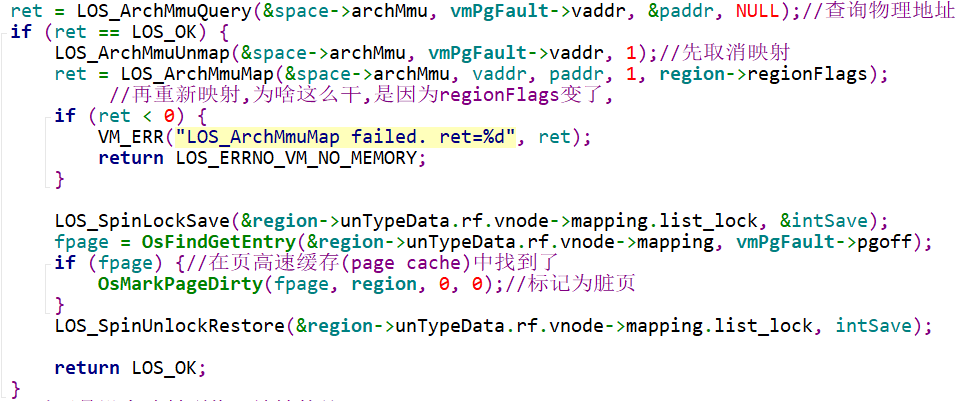 ret = LOS_ArchMmuQuery(&space->archMmu, vmPgFault->vaddr, &paddr, NULL);//查询物理地址
if (ret == LOS_OK) {
    LOS_ArchMmuUnmap(&space->archMmu, vmPgFault->vaddr, 1);//先取消映射
    ret = LOS_ArchMmuMap(&space->archMmu, vaddr, paddr, 1, region->regionFlags);
         //再重新映射,为啥这么干,是因为regionFlags变了,
    if (ret < 0) {
        VM_ERR("LOS_ArchMmuMap failed. ret=%d", ret);
        return LOS_ERRNO_VM_NO_MEMORY;
    }

    LOS_SpinLockSave(&region->unTypeData.rf.vnode->mapping.list_lock, &intSave);
    fpage = OsFindGetEntry(&region->unTypeData.rf.vnode->mapping, vmPgFault->pgoff);
    if (fpage) {//在页高速缓存(page cache)中找到了
        OsMarkPageDirty(fpage, region, 0, 0);//标记为脏页
    }
    LOS_SpinUnlockRestore(&region->unTypeData.rf.vnode->mapping.list_lock, intSave);

    return LOS_OK;
}